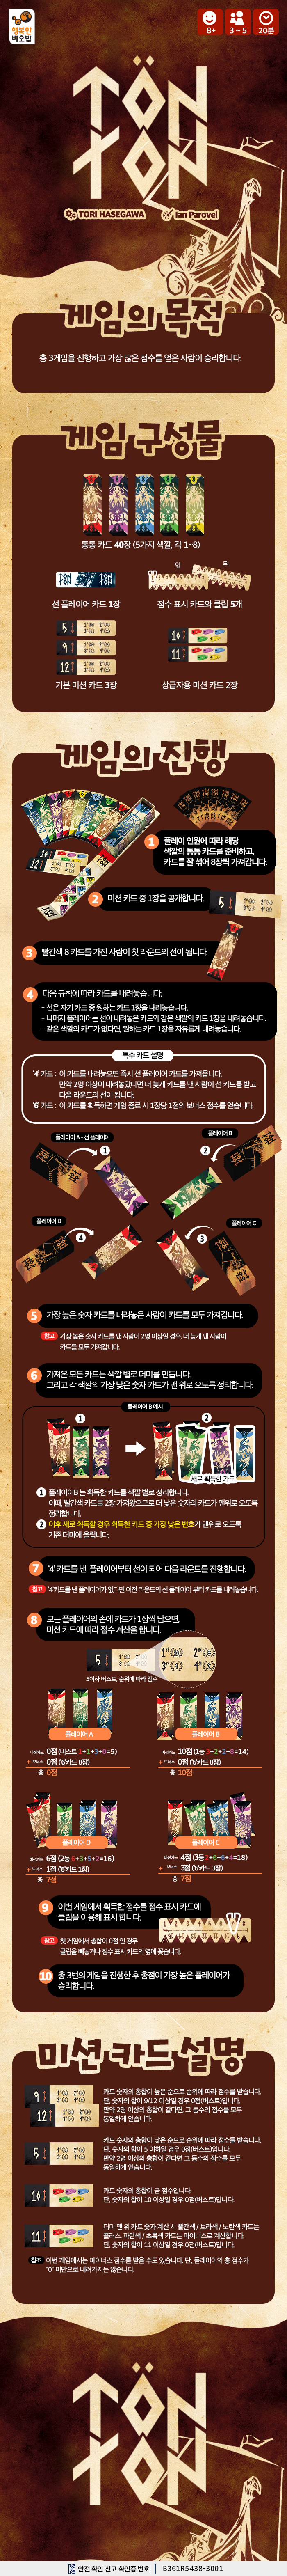 행복한
바오밥
8+
3 ~ 5
20분
TON
TON
TORI HASEGAWA
Ian Parovel
게임의 목적
총 3게임을 진행하고 가장 많은 점수를 얻은 사람이 승리합니다.
게임 구성물
통통 카드 40장 (5가지 색깔, 각 1~8)
앞
뒤
선 플레이어 카드 1장
점수 표시 카드와 클립 5개
5
9
12
10
11
기본 미션 카드 3장
상급자용 미션 카드 2장
게임의 진행
1 플레이 인원에 따라 해당
색깔의 통통 카드를 준비하고,
카드를 잘 섞어 8장씩 가져갑니다.
2 미션 카드 중 1장을 공개합니다.
5
3 빨간색 8 카드를 가진 사람이 첫 라운드의 선이 됩니다.
4 다음 규칙에 따라 카드를 내려놓습니다.
- 선은 자기 카드 중 원하는 카드 1장을 내려놓습니다.
- 나머지 플레이어는 선이 내려놓은 카드와 같은 색깔의 카드 1장을 내려놓습니다.
- 같은 색깔의 카드가 없다면, 원하는 카드 1장을 자유롭게 내려놓습니다.
특수 카드 설명
'4' 카드 : 이 카드를 내려놓으면 즉시 선 플레이어 카드를 가져옵니다.
만약 2명 이상이 내려놓았다면 더 늦게 카드를 낸 사람이 선 카드를 받고
다음 라운드의 선이 됩니다.
'6' 카드 : 이 카드를 획득하면 게임 종료 시 1장당 1점의 보너스 점수를 얻습니다.
플레이어 A - 선 플레이어
1
플레이어 B
2
플레이어 D
4
플레이어 C
3
5 가장 높은 숫자 카드를 내려놓은 사람이 카드를 모두 가져갑니다.
참고 가장 높은 숫자 카드를 낸 사람이 2명 이상일 경우, 더 늦게 낸 사람이
카드를 모두 가져갑니다.
6 가져온 모든 카드는 색깔 별로 더미를 만듭니다.
그리고 각 색깔의 가장 낮은 숫자 카드가 맨 위로 오도록 정리합니다.
플레이어 B 예시
1
2
새로 획득한 카드
1 플레이어B 는 획득한 카드를 색깔 별로 정리합니다.
이때, 빨간색 카드를 2장 가져왔으므로 더 낮은 숫자의 카드가 맨위로 오도록
정리합니다.
2 이후 새로 획득할 경우 획득한 카드 중 가장 낮은 번호가 맨위로 오도록
기존 더미에 올립니다.
7 '4' 카드를 낸 플레이어부터 선이 되어 다음 라운드를 진행합니다.
참고 '4'카드를 낸 플레이어가 없다면 이전 라운드의 선 플레이어 부터 카드를 내려놓습니다.
8 모든 플레이어의 손에 카드가 1장씩 남으면,
미션 카드에 따라 점수 계산을 합니다.
5
5이하 버스트, 순위에 따라 점수
플레이어 A
미션카드 0점 (버스트 1+1+3+0=5)
+ 보너스 0점 ('6'카드 0장)
총 0점
플레이어 B
미션카드 10점 (1등 3+2+1+8=14)
+ 보너스 0점 ('6'카드 0장)
총 10점
플레이어 D
미션카드 6점 (2등 6+3+5+2=16)
+ 보너스 1점 ('6'카드 1장)
총 7점
플레이어 C
미션카드 4점 (3등 2+6+6+4=18)
+ 보너스 3점 ('6'카드 3장)
총 7점
9 이번 게임에서 획득한 점수를 점수 표시 카드에
클립을 이용해 표시 합니다.
참고 첫 게임에서 총합이 0점 인 경우
클립을 빼놓거나 점수 표시 카드의 옆에 꽂습니다.
10 총 3번의 게임을 진행한 후 총점이 가장 높은 플레이어가
승리합니다.
미션 카드 설명
9
12
카드 숫자의 총합이 높은 순으로 순위에 따라 점수를 받습니다.
단, 숫자의 합이 9/12 이상일 경우 0점(버스트)입니다.
만약 2명 이상의 총합이 같다면, 그 등수의 점수를 모두
동일하게 얻습니다.
5
카드 숫자의 총합이 낮은 순으로 순위에 따라 점수를 받습니다.
단, 숫자의 합이 5 이하일 경우 0점(버스트)입니다.
만약 2명 이상의 총합이 같다면 그 등수의 점수를 모두
동일하게 얻습니다.
10
카드 숫자의 총합이 곧 점수입니다.
단, 숫자의 합이 10 이상일 경우 0점(버스트)입니다.
11
더미 맨 위 카드 숫자 계산 시 빨간색 / 보라색 / 노란색 카드는
플러스, 파란색 / 초록색 카드는 마이너스로 계산합니다.
단, 숫자의 합이 11 이상일 경우 0점(버스트)입니다.
참조 이번 게임에서는 마이너스 점수를 받을 수도 있습니다. 단, 플레이어의 총 점수가
"0" 미만으로 내려가지는 않습니다.
TON
TON
안전 확인 신고 확인증 번호 | B361R5438-3001